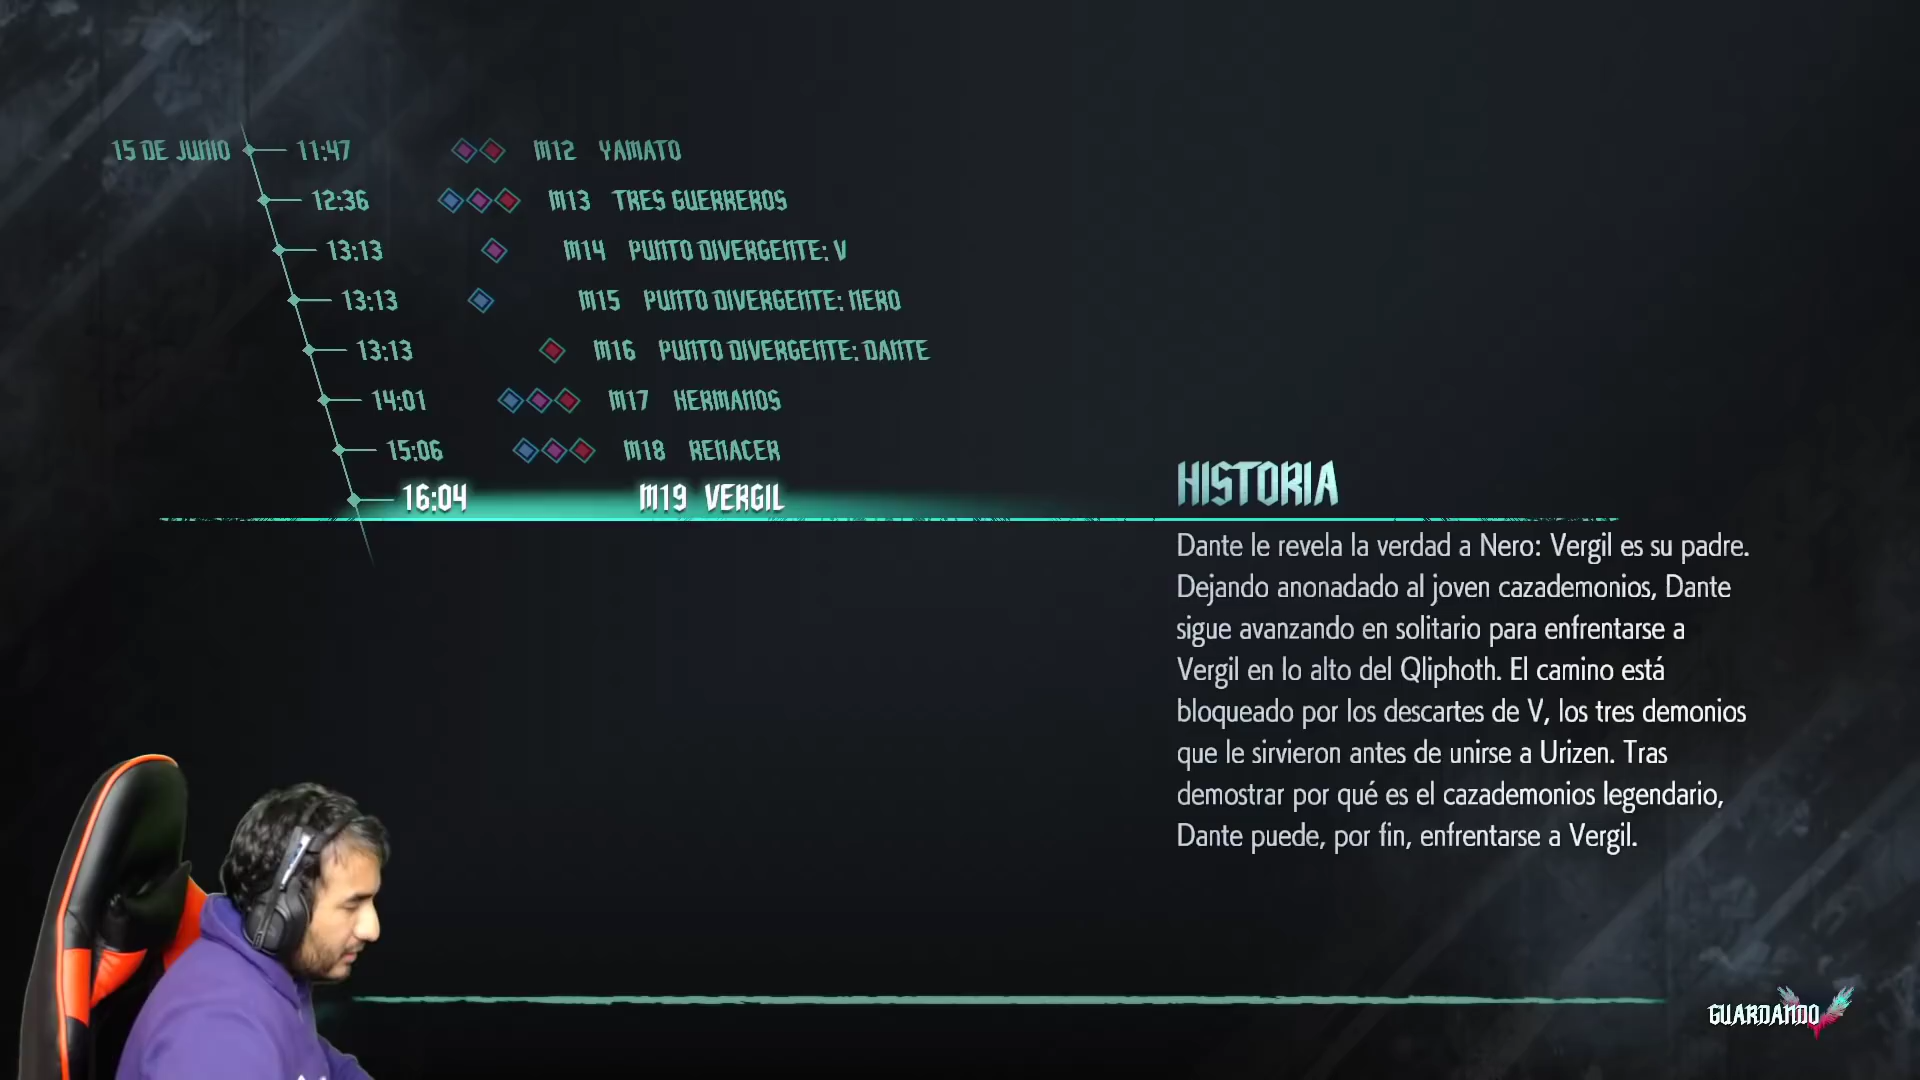 15 DE JUNIO 11:47 M12 YAMATO
12:36 M13 TRES GUERREROS
13:13 M14 PUNTO DIVERGENTE: V
13:13 M15 PUNTO DIVERGENTE: NERO
13:13 M16 PUNTO DIVERGENTE: DANTE
14:01 M17 HERMANOS
15:06 M18 RENACER
16:04 M19 VERGIL
HISTORIA
Dante le revela la verdad a Nero: Vergil es su padre.
Dejando anonadado al joven cazademonios, Dante
sigue avanzando en solitario para enfrentarse a
Vergil en lo alto del Qliphoth. El camino está
bloqueado por los descartes de V, los tres demonios
que le sirvieron antes de unirse a Urizen. Tras
demostrar por qué es el cazademonios legendario,
Dante puede, por fin, enfrentarse a Vergil.
GUARDANDO